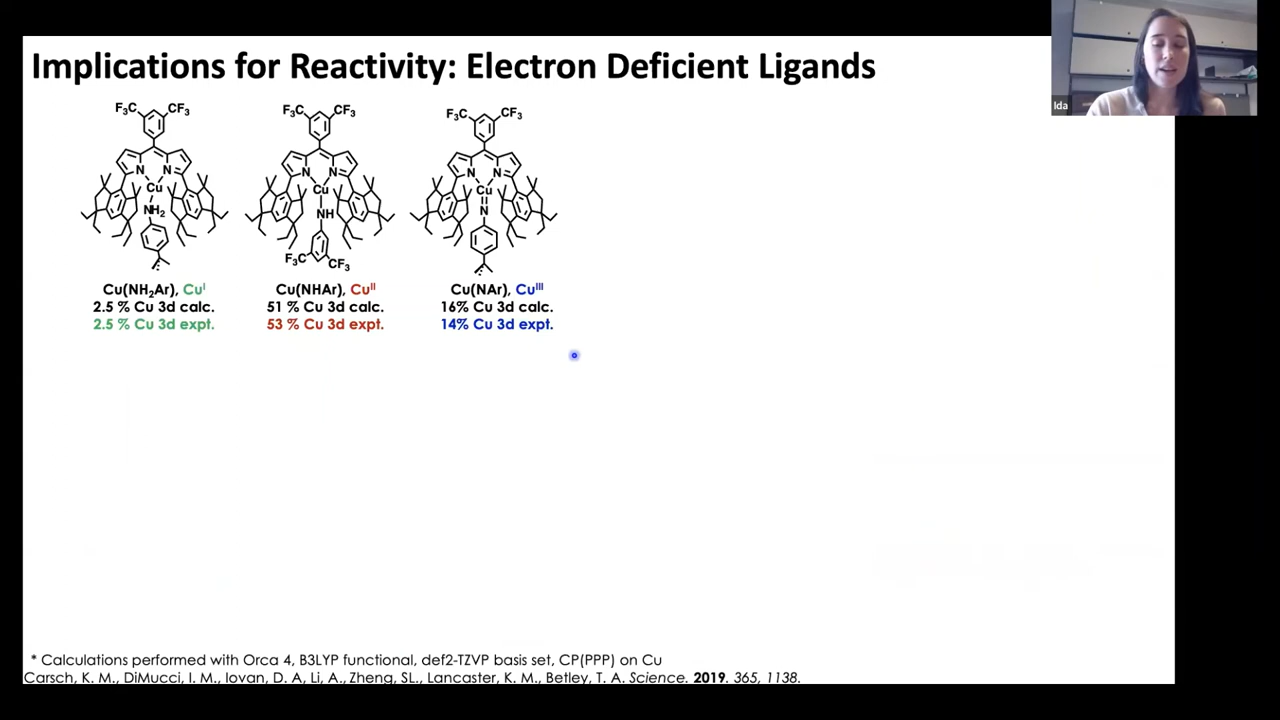 Implications for Reactivity: Electron Deficient Ligands
Ida
F₃C CF₃ F₃C CF₃ F₃C CF₃
N N N N N N
Cu Cu Cu
NH₂ NH N
F₃C CF₃
Cu(NH₂Ar), Cuᴵ Cu(NHAr), Cuᴵᴵ Cu(NAr), Cuᴵᴵᴵ
2.5 % Cu 3d calc. 51 % Cu 3d calc. 16% Cu 3d calc.
2.5 % Cu 3d expt. 53 % Cu 3d expt. 14% Cu 3d expt.
* Calculations performed with Orca 4, B3LYP functional, def2-TZVP basis set, CP(PPP) on Cu
Carsch, K. M., DiMucci, I. M., Iovan, D. A, Li, A., Zheng, SL., Lancaster, K. M., Betley, T. A. Science. 2019. 365, 1138.